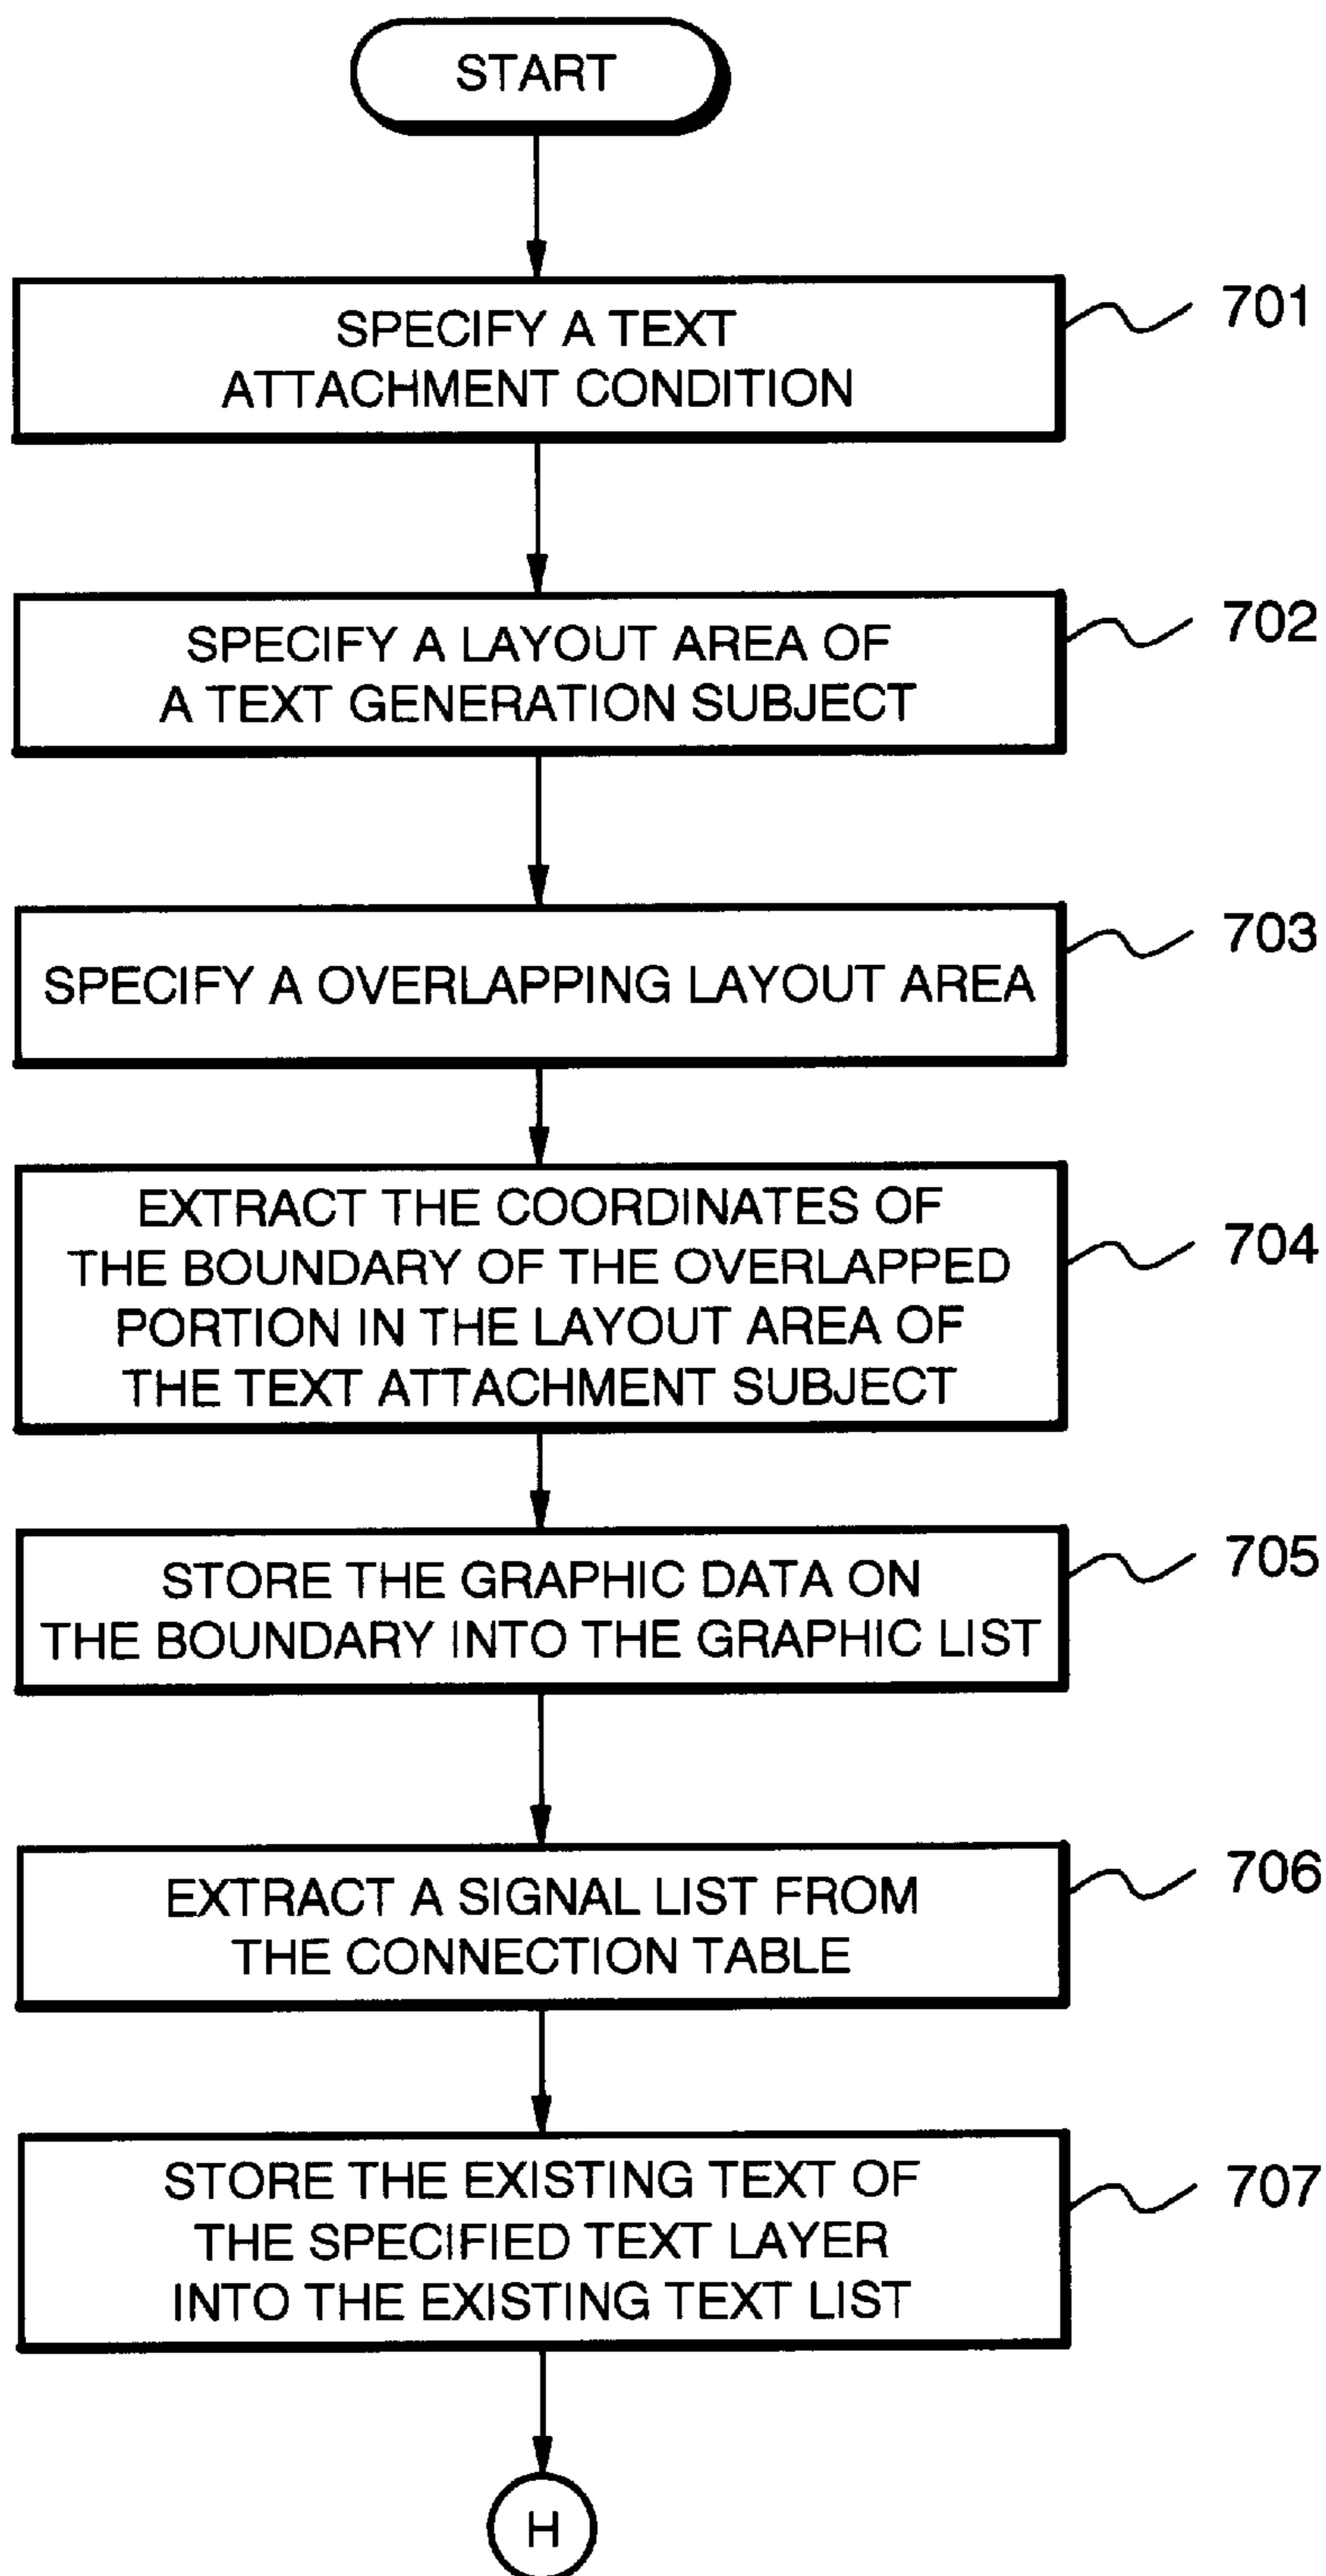 START
SPECIFY A TEXT
ATTACHMENT CONDITION
701
SPECIFY A LAYOUT AREA OF
A TEXT GENERATION SUBJECT
702
SPECIFY A OVERLAPPING LAYOUT AREA
703
EXTRACT THE COORDINATES OF
THE BOUNDARY OF THE OVERLAPPED
PORTION IN THE LAYOUT AREA OF
THE TEXT ATTACHMENT SUBJECT
704
STORE THE GRAPHIC DATA ON
THE BOUNDARY INTO THE GRAPHIC LIST
705
EXTRACT A SIGNAL LIST FROM
THE CONNECTION TABLE
706
STORE THE EXISTING TEXT OF
THE SPECIFIED TEXT LAYER
INTO THE EXISTING TEXT LIST
707
H